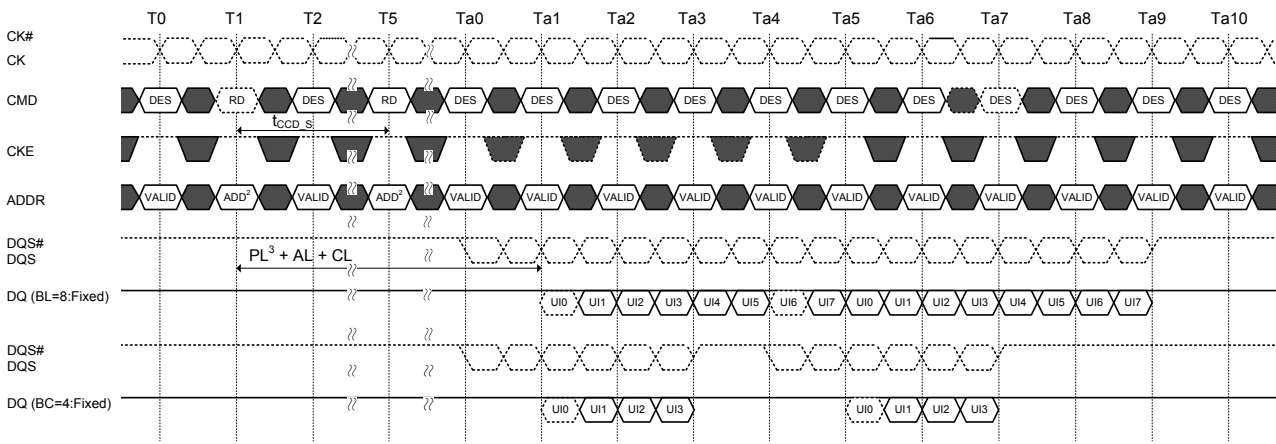 T0 T1 T2 T5 Ta0 Ta1 Ta2 Ta3 Ta4 Ta5 Ta6 Ta7 Ta8 Ta9 Ta10
CK#
CK
CMD DES RD DES RD DES DES DES DES DES DES DES DES DES DES DES
tCCD_S
CKE
ADDR VALID ADD² VALID ADD² VALID VALID VALID VALID VALID VALID VALID VALID VALID VALID VALID
DQS#
DQS
PL³ + AL + CL
DQ (BL=8:Fixed) UI0 UI1 UI2 UI3 UI4 UI5 UI6 UI7 UI0 UI1 UI2 UI3 UI4 UI5 UI6 UI7
DQS#
DQS
DQ (BC=4:Fixed) UI0 UI1 UI2 UI3 UI0 UI1 UI2 UI3